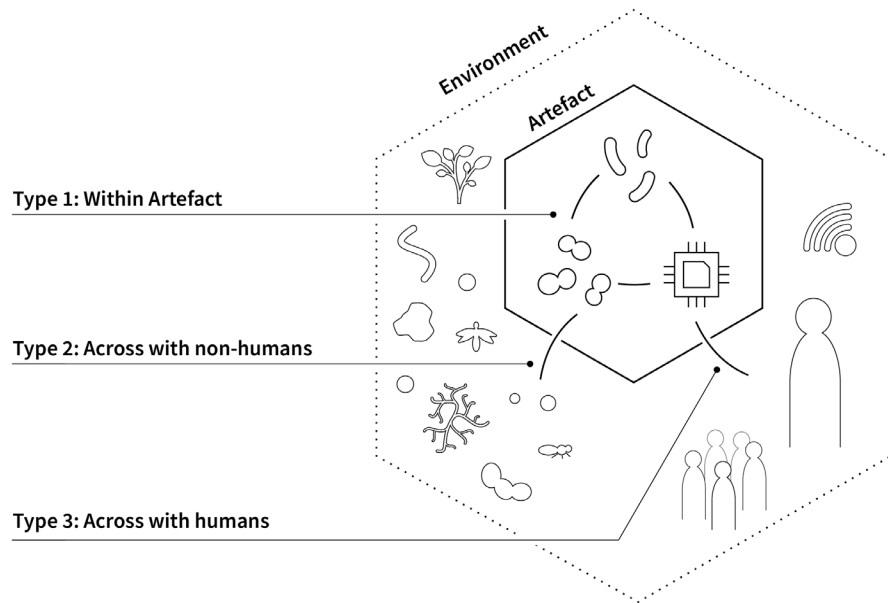 Environment
Artefact
Type 1: Within Artefact
Type 2: Across with non-humans
Type 3: Across with humans